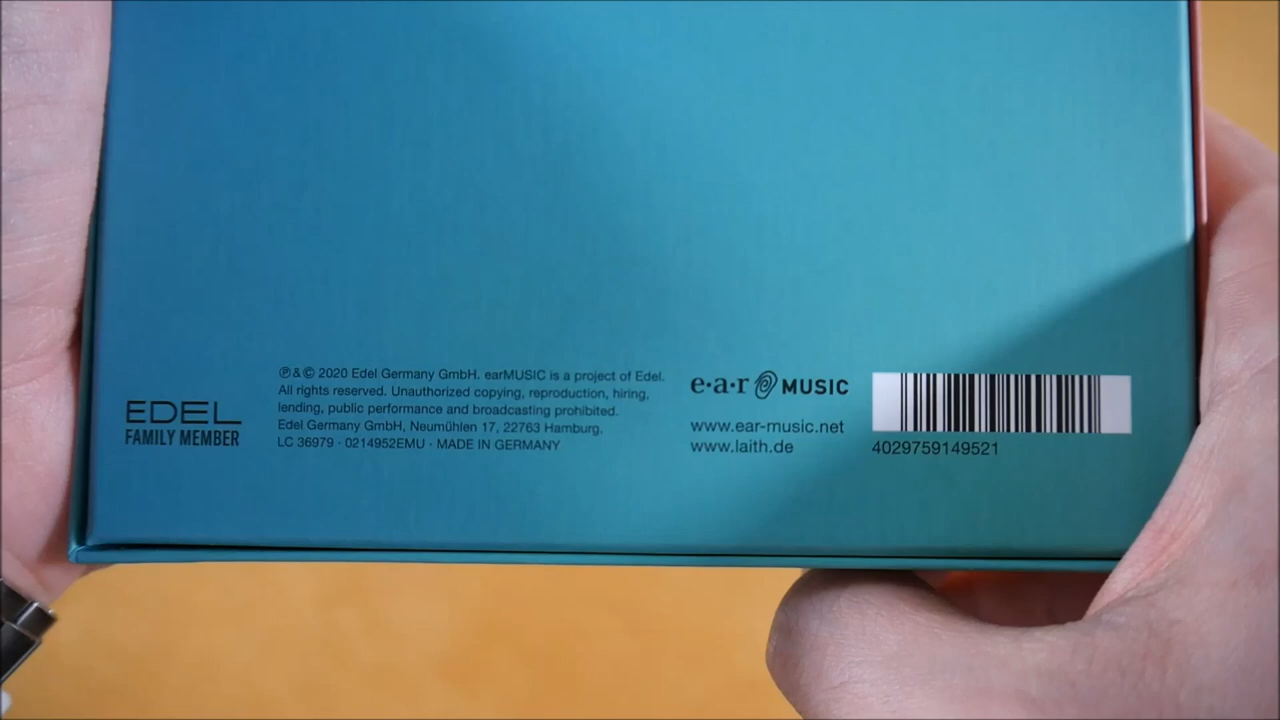 EDEL
FAMILY MEMBER
℗ & © 2020 Edel Germany GmbH. earMUSIC is a project of Edel.
All rights reserved. Unauthorized copying, reproduction, hiring,
lending, public performance and broadcasting prohibited.
Edel Germany GmbH, Neumühlen 17, 22763 Hamburg.
LC 36979 · 0214952EMU · MADE IN GERMANY
e·a·r MUSIC
www.ear-music.net
www.laith.de
4029759149521